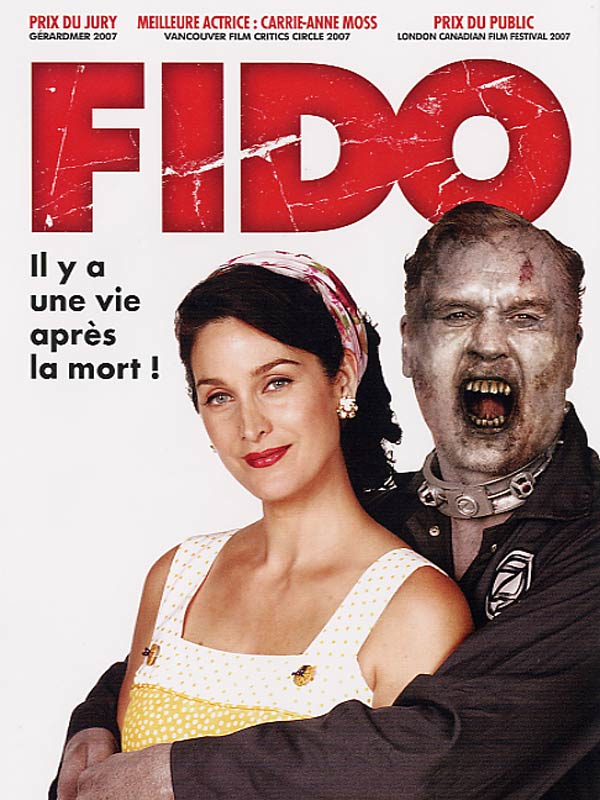 PRIX DU JURY
GÉRARDMER 2007
MEILLEURE ACTRICE : CARRIE-ANNE MOSS
VANCOUVER FILM CRITICS CIRCLE 2007
PRIX DU PUBLIC
LONDON CANADIAN FILM FESTIVAL 2007
FIDO
Il y a
une vie
après
la mort !
Z